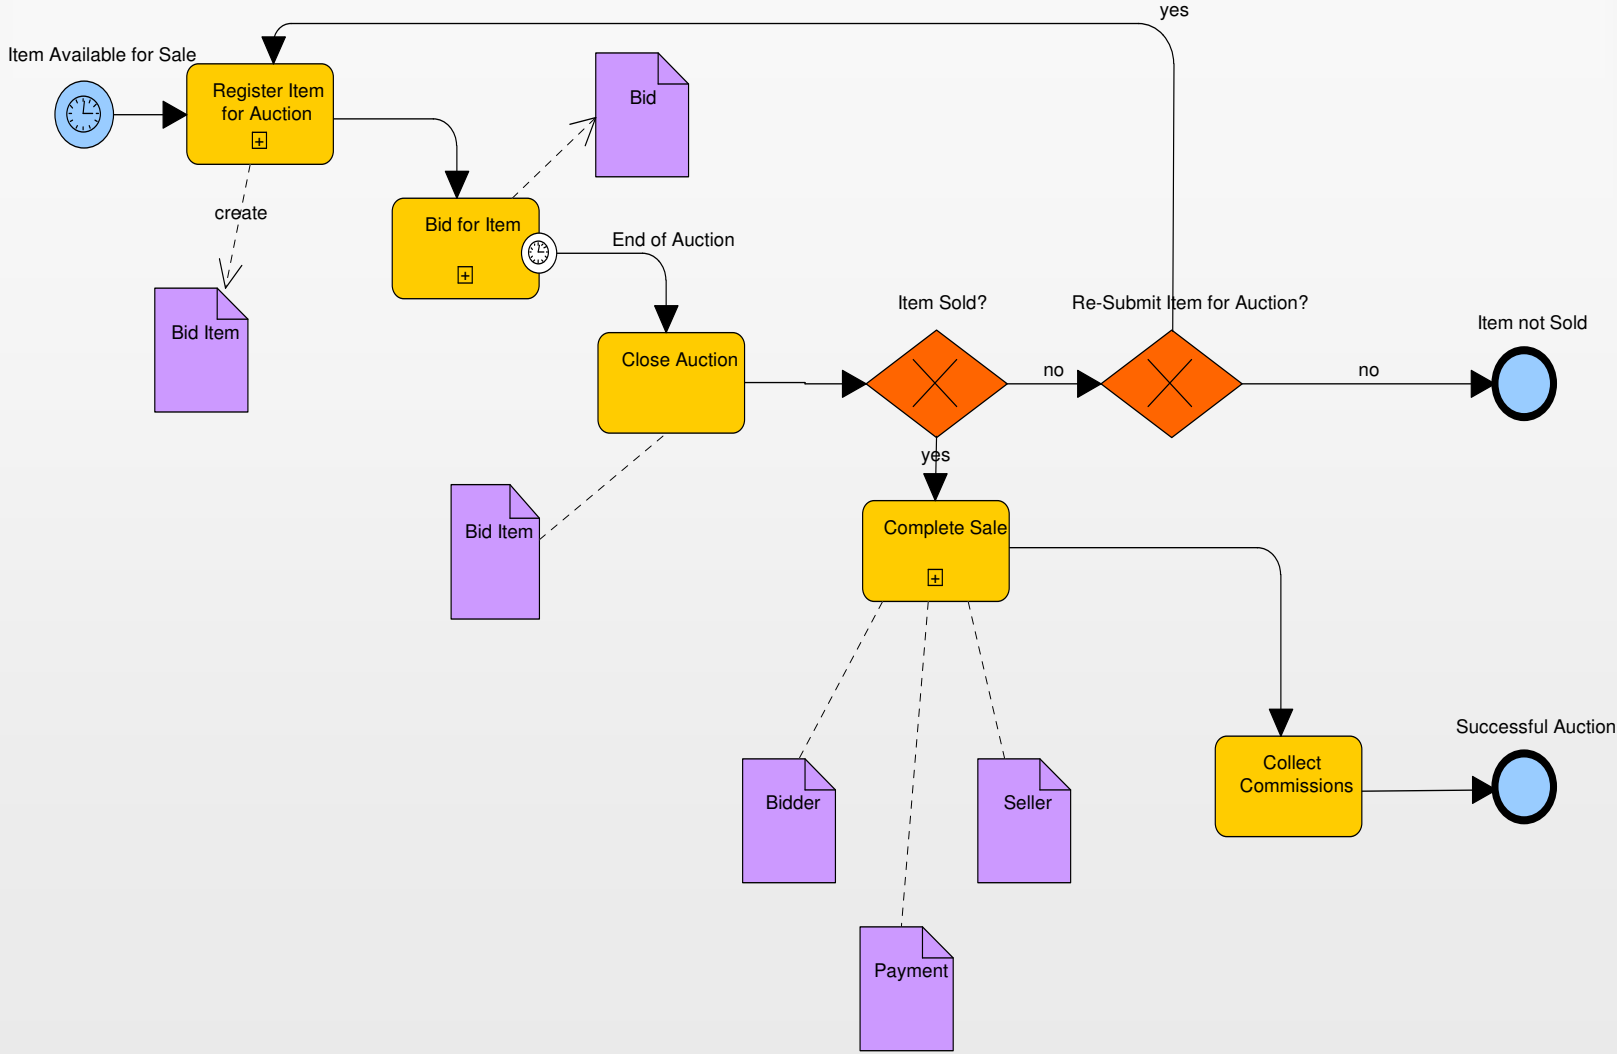 yes
Item Available for Sale
Register Item
for Auction
Bid
create
Bid for Item
End of Auction
Bid Item
Close Auction
Item Sold?
Re-Submit Item for Auction?
Item not Sold
no
no
yes
Bid Item
Complete Sale
Successful Auction
Collect
Commissions
Bidder
Seller
Payment